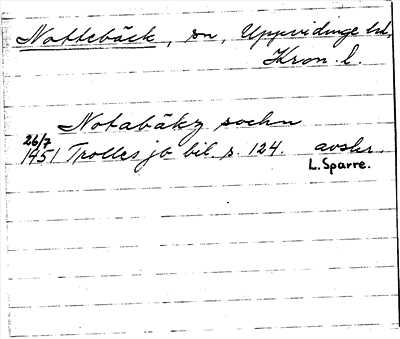 Nottebäck, sn, Uppvidinge hd,
Kron. l.
Notabäky sochn
26/7
1451 Trolles jb bil s. 124. avskr.
L. Sparre.